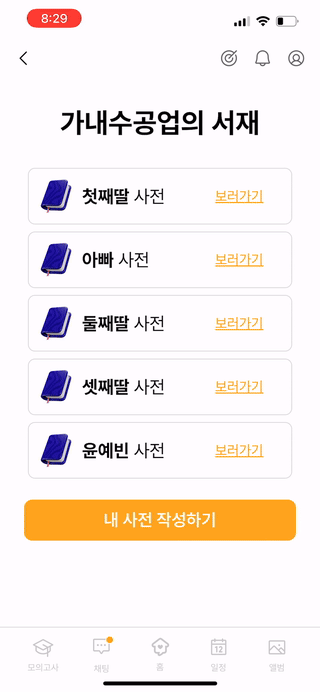 8:29
가내수공업의 서재
첫째딸 사전 보러가기
아빠 사전 보러가기
둘째딸 사전 보러가기
셋째딸 사전 보러가기
윤예빈 사전 보러가기
내 사전 작성하기
12
모의고사 채팅 홈 일정 앨범